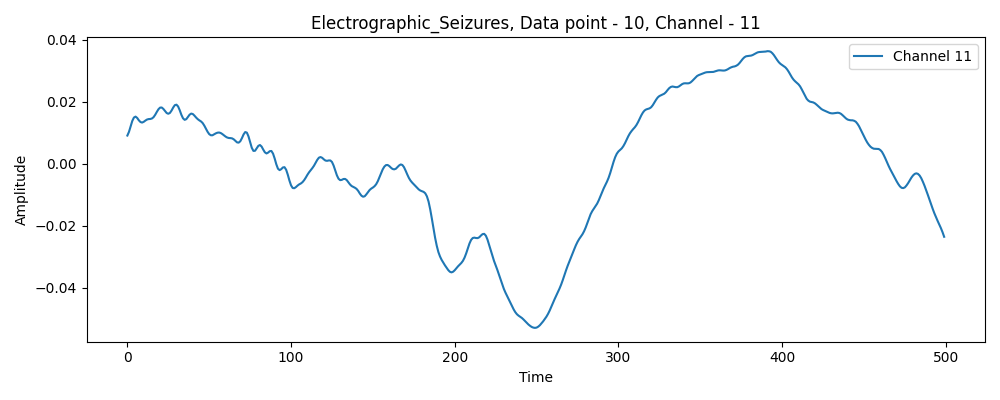 Electrographic_Seizures, Data point - 10, Channel - 11
0.04
0.02
0.00
−0.02
−0.04
Amplitude
Channel 11
0 100 200 300 400 500
Time